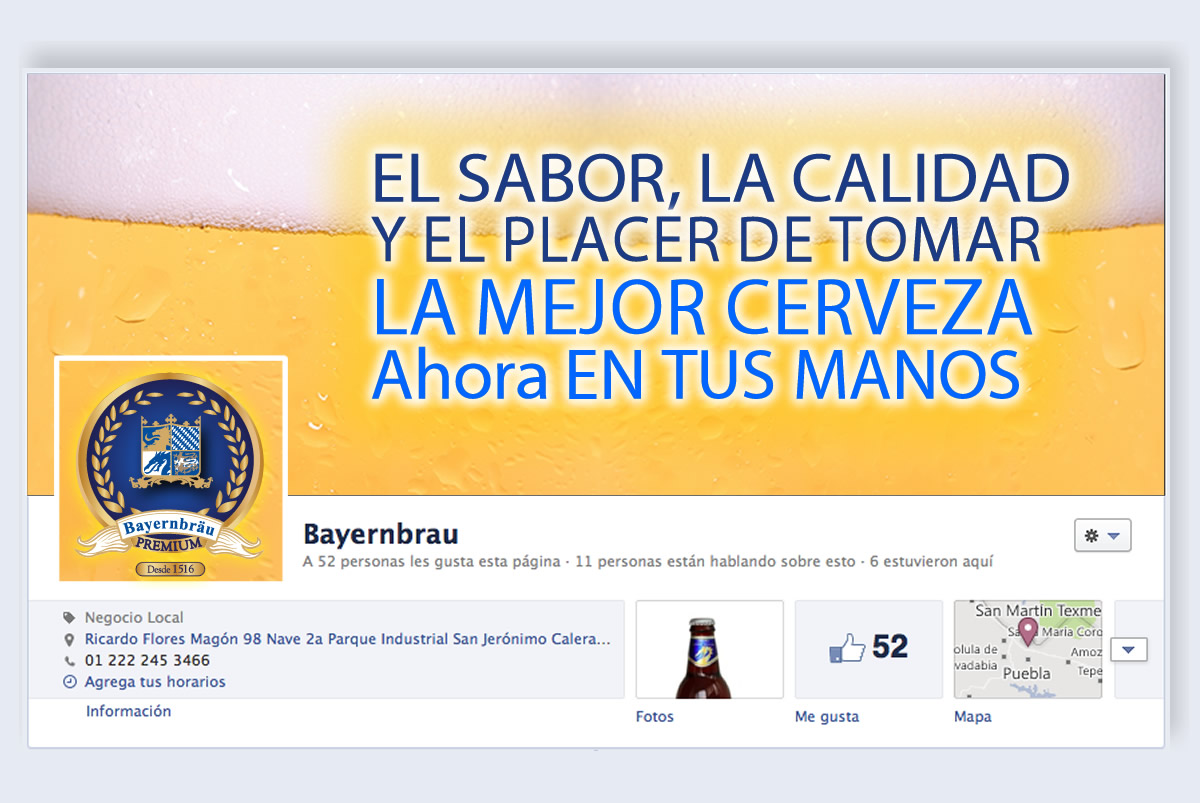 EL SABOR, LA CALIDAD
Y EL PLACER DE TOMAR
LA MEJOR CERVEZA
Ahora EN TUS MANOS
Bayernbräu
PREMIUM
Desde 1516
Bayernbrau
A 52 personas les gusta esta página · 11 personas están hablando sobre esto · 6 estuvieron aquí
Negocio Local
Ricardo Flores Magón 98 Nave 2a Parque Industrial San Jerónimo Calera...
01 222 245 3466
Agrega tus horarios
Información
Fotos
52
Me gusta
San Martín Texme
Maria Coro
olula de
vadabia
Amoz
Puebla
Tepe
Mapa